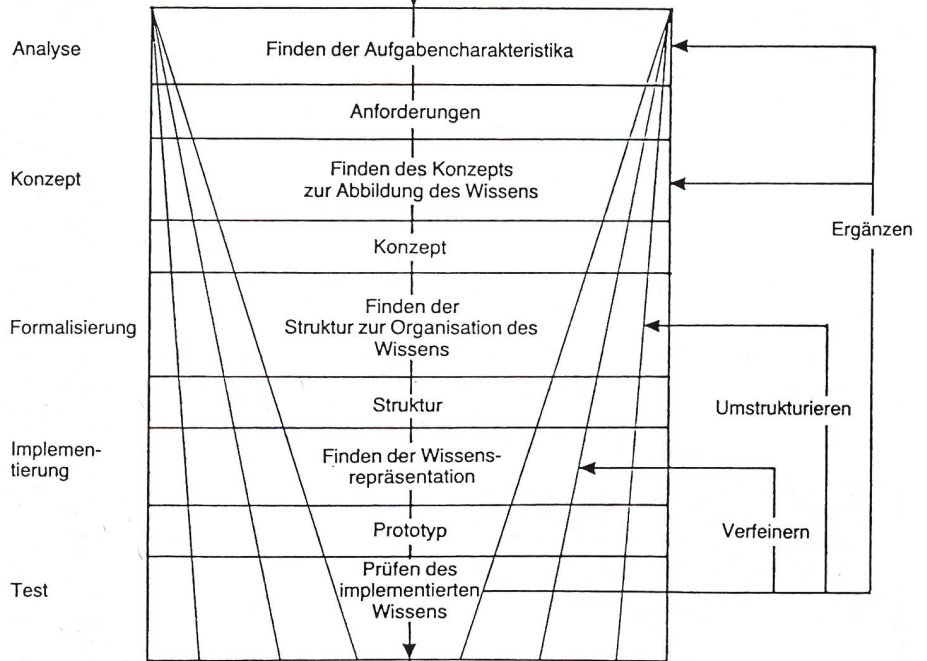 Analyse
Finden der Aufgabencharakteristika
Anforderungen
Konzept
Finden des Konzepts
zur Abbildung des Wissens
Konzept
Formalisierung
Finden der
Struktur zur Organisation des
Wissens
Struktur
Implemen-
tierung
Finden der Wissens-
repräsentation
Prototyp
Test
Prüfen des
implementierten
Wissens
Ergänzen
Umstrukturieren
Verfeinern